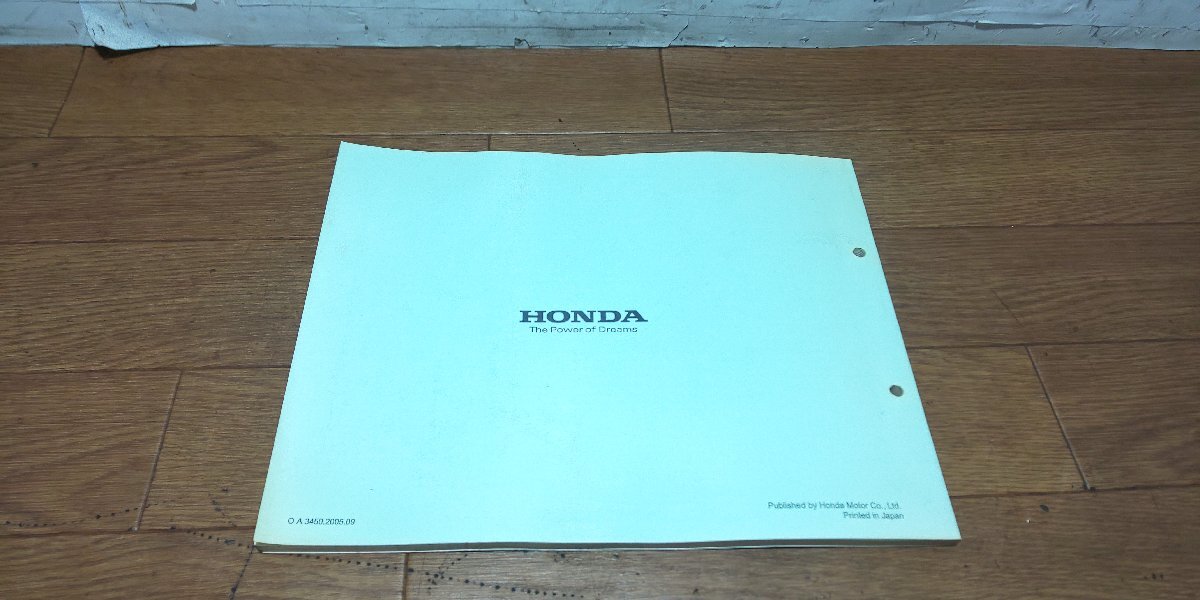 HONDA
The Power of Dreams
Published by Honda Motor Co., Ltd.
Printed in Japan
O A 3450.2005.09